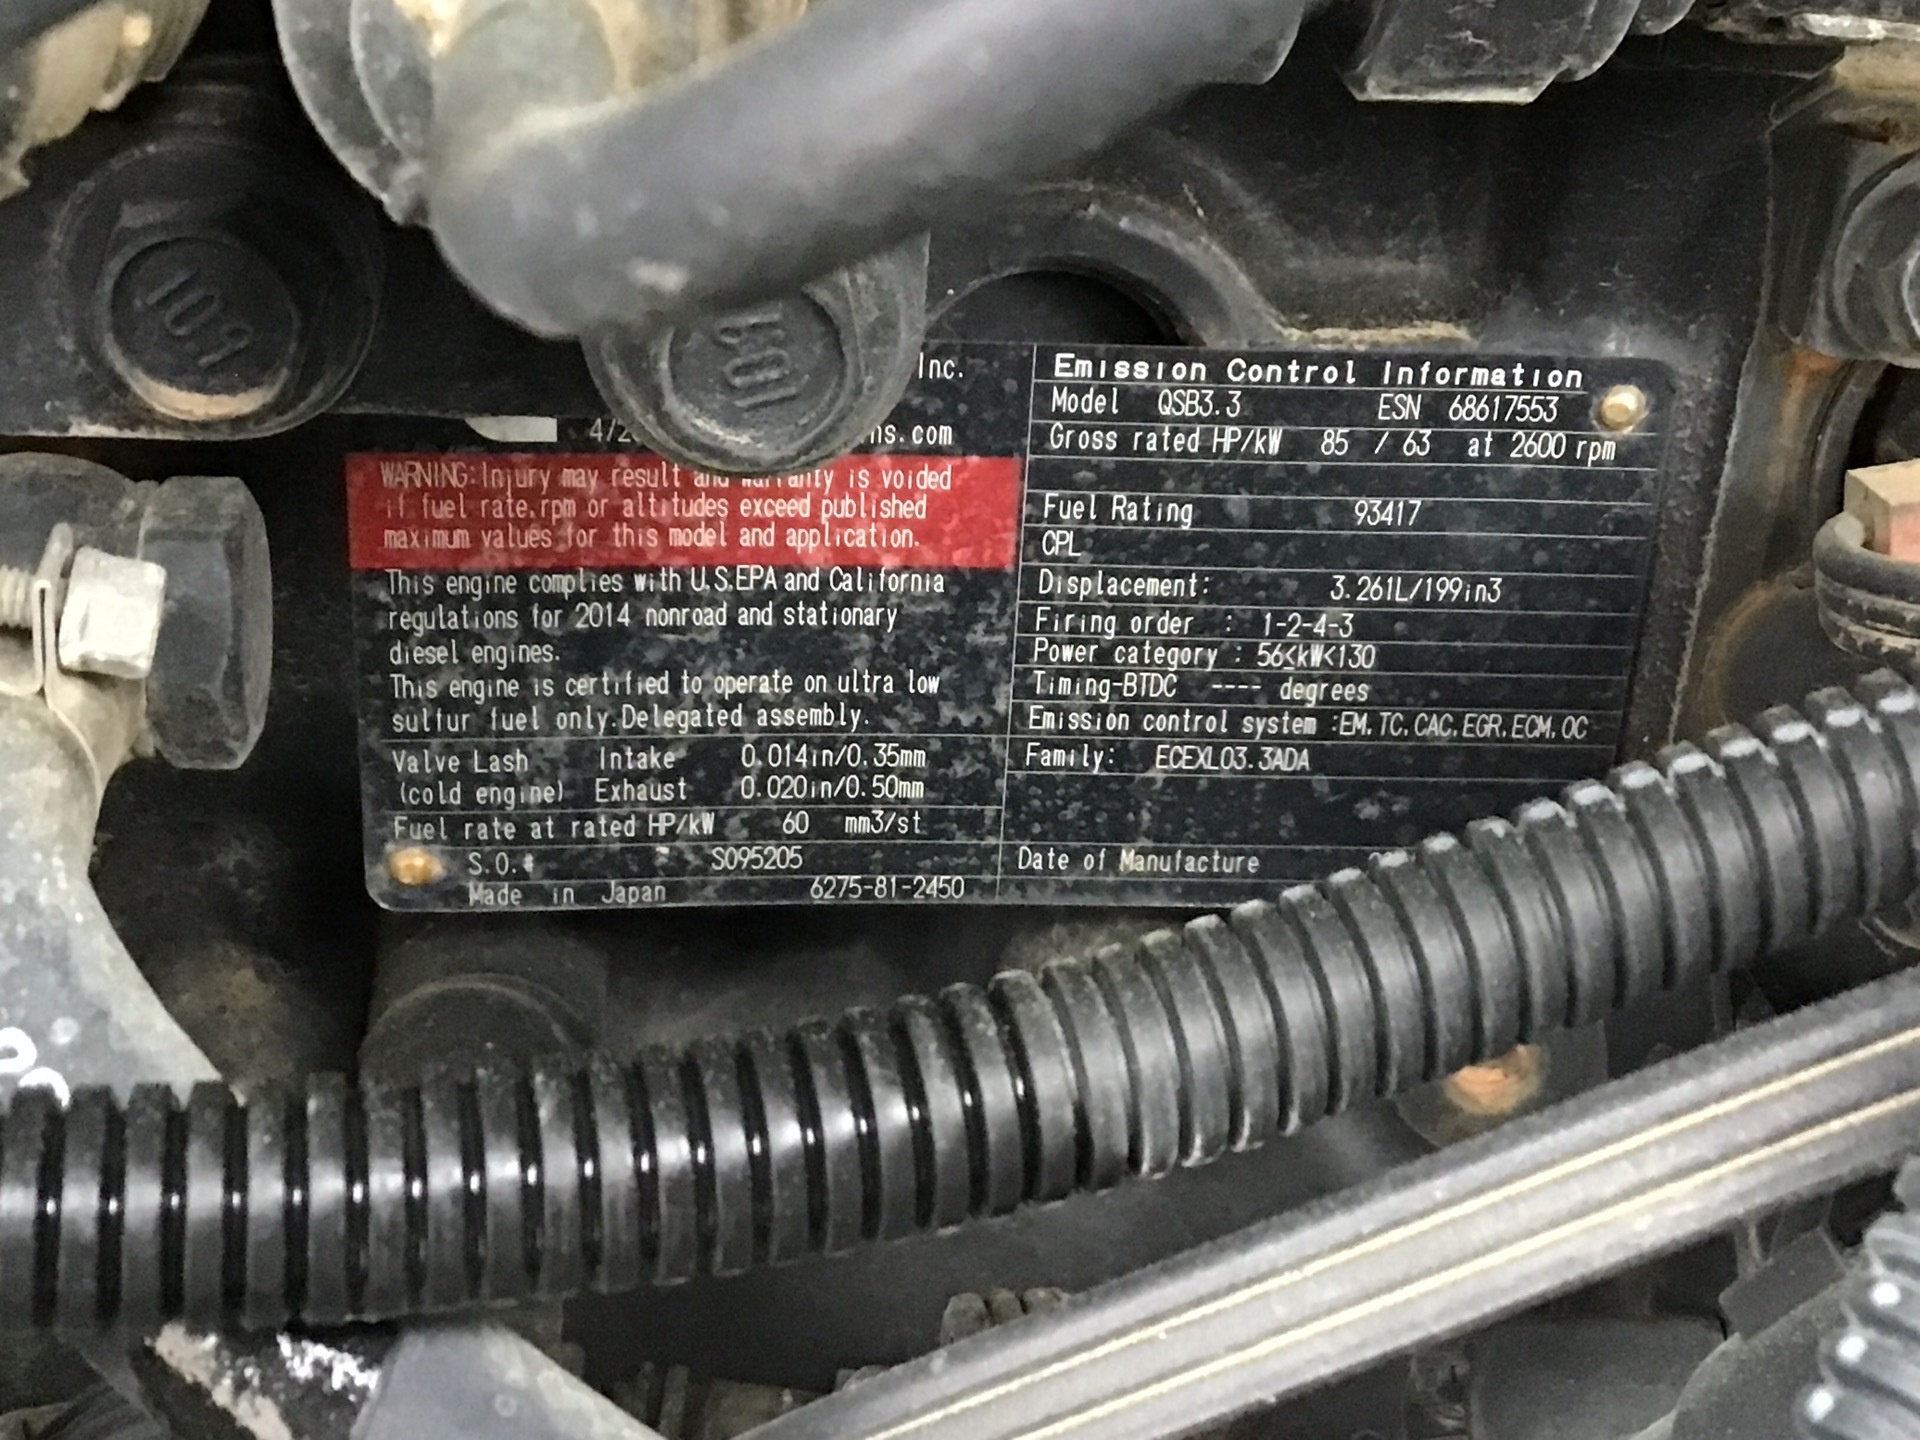 103
103
Inc.
ns.com
WARNING:Injury may result and warranty is voided
if fuel rate.rpm or altitudes exceed published
maximum values for this model and application.
This engine complies with U.S.EPA and California
regulations for 2014 nonroad and stationary
diesel engines.
This engine is certified to operate on ultra low
sulfur fuel only.Delegated assembly.
Valve Lash Intake 0.014in/0.35mm
(cold engine) Exhaust 0.020in/0.50mm
Fuel rate at rated HP/kW 60 mm3/st
S.O.# S095205
Made in Japan 6275-81-2450
Emission Control Information
Model QSB3.3 ESN 68617553
Gross rated HP/kW 85 / 63 at 2600 rpm
Fuel Rating 93417
CPL
Displacement: 3.261L/199in3
Firing order : 1-2-4-3
Power category : 56≤kW<130
Timing-BTDC ---- degrees
Emission control system :EM.TC.CAC.EGR.ECM.OC
Family: ECEXL03.3ADA
Date of Manufacture